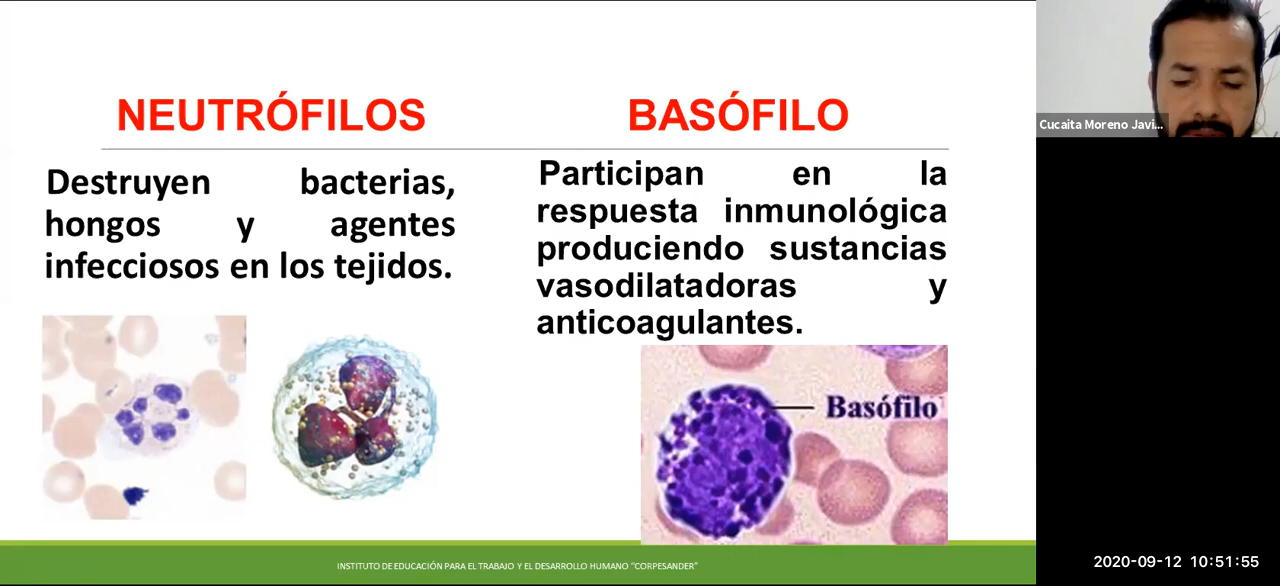 NEUTRÓFILOS
Destruyen bacterias,
hongos y agentes
infecciosos en los tejidos.
BASÓFILO
Participan en la
respuesta inmunológica
produciendo sustancias
vasodilatadoras y
anticoagulantes.
Basófilo
INSTITUTO DE EDUCACIÓN PARA EL TRABAJO Y EL DESARROLLO HUMANO “CORPESANDER”
Cucaita Moreno Javi...
2020-09-12 10:51:55